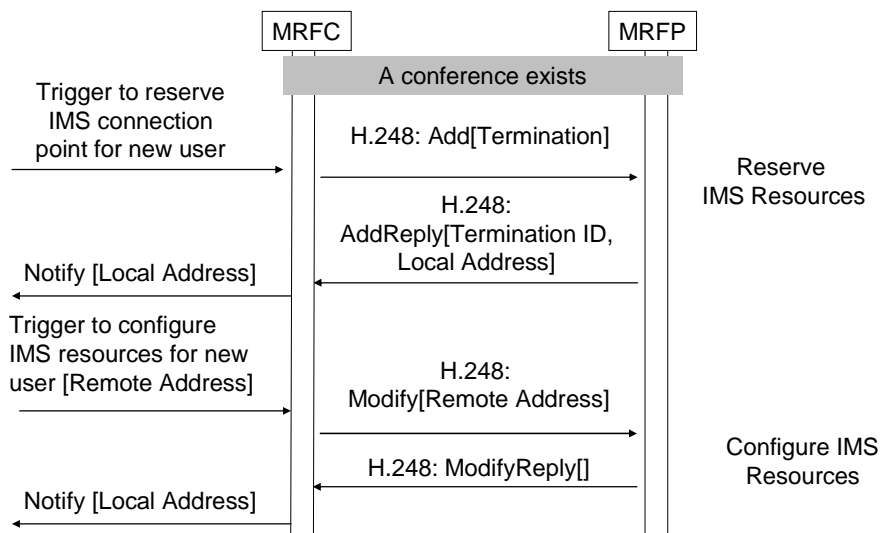 MRFC
MRFP
A conference exists
Trigger to reserve
IMS connection
point for new user
H.248: Add[Termination]
Reserve
IMS Resources
H.248:
AddReply[Termination ID,
Local Address]
Notify [Local Address]
Trigger to configure
IMS resources for new
user [Remote Address]
H.248:
Modify[Remote Address]
Configure IMS
Resources
H.248: ModifyReply[]
Notify [Local Address]